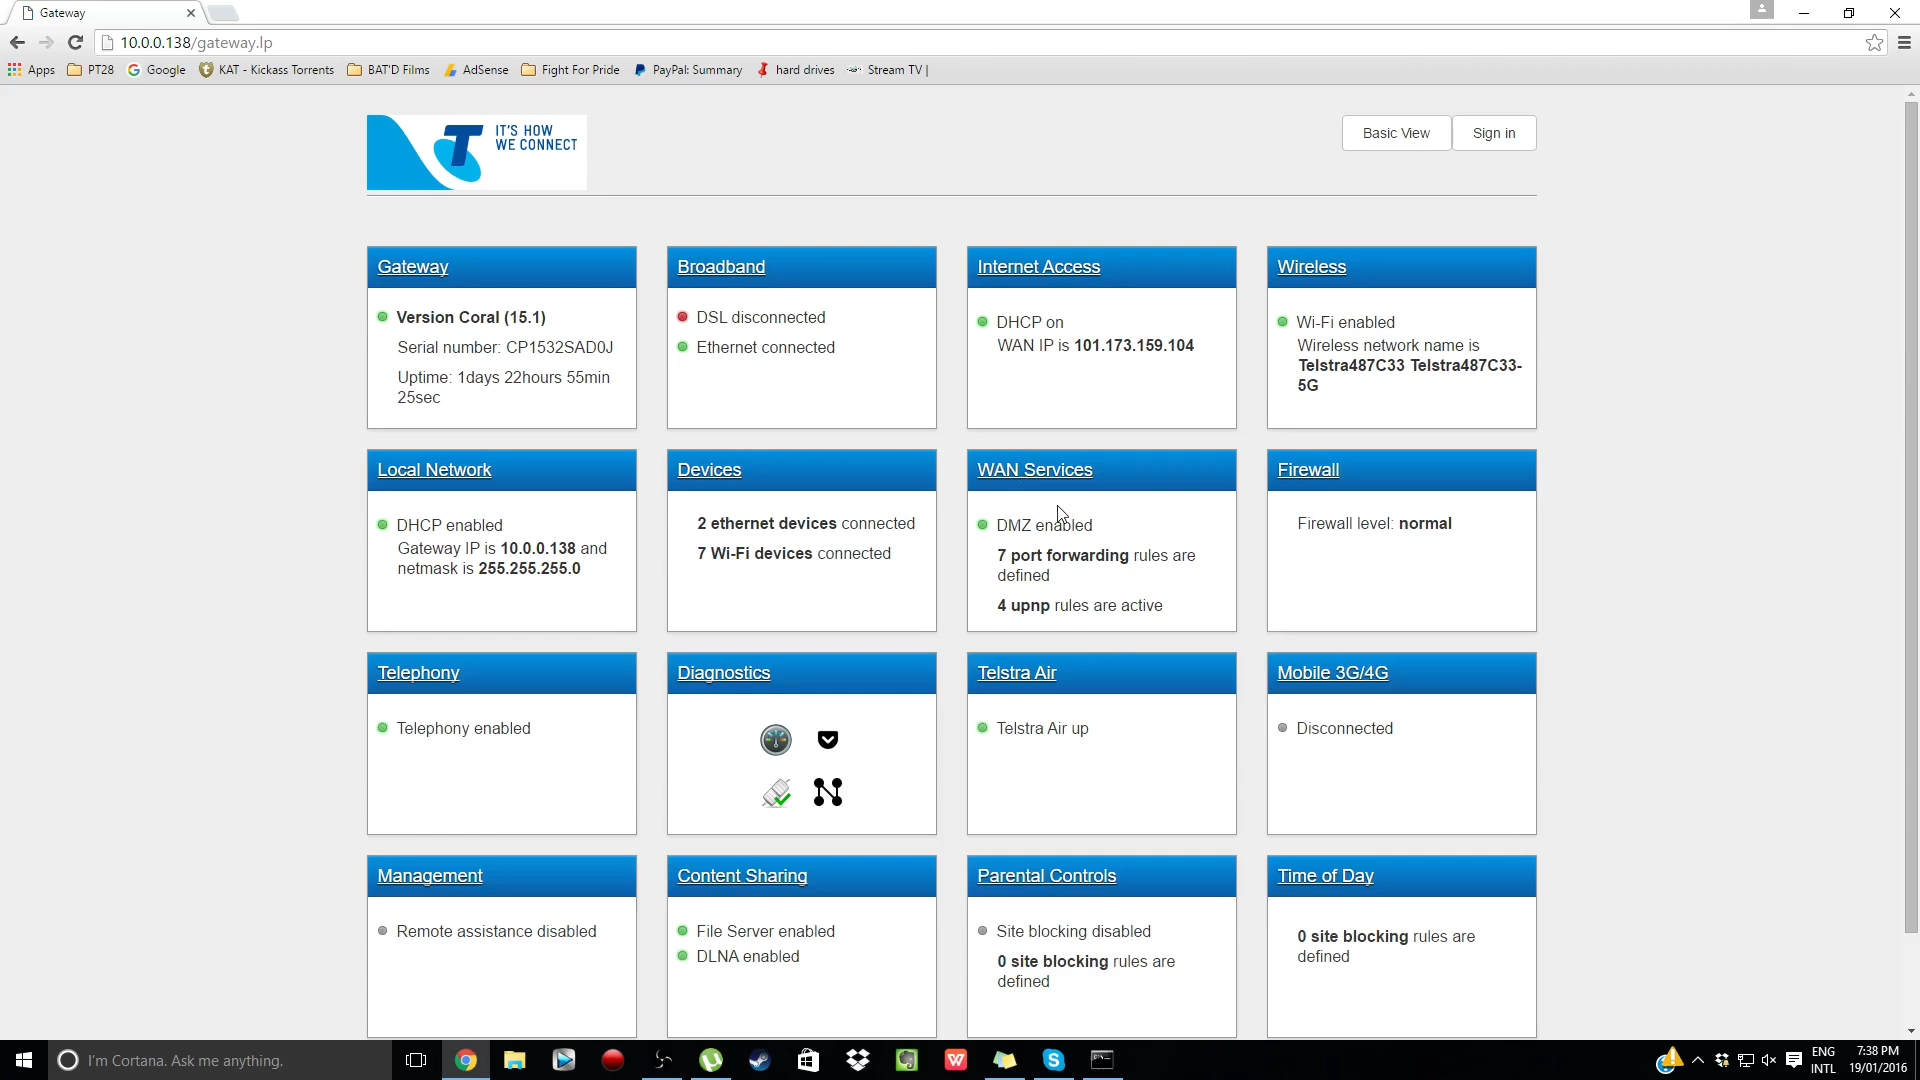 Gateway
10.0.0.138/gateway.lp
Apps PT28 Google KAT - Kickass Torrents BAT'D Films AdSense Fight For Pride PayPal: Summary hard drives Stream TV |
T IT'S HOW
WE CONNECT
Basic View Sign in
Gateway
Version Coral (15.1)
Serial number: CP1532SAD0J
Uptime: 1days 22hours 55min
25sec
Broadband
DSL disconnected
Ethernet connected
Internet Access
DHCP on
WAN IP is 101.173.159.104
Wireless
Wi-Fi enabled
Wireless network name is
Telstra487C33 Telstra487C33-
5G
Local Network
DHCP enabled
Gateway IP is 10.0.0.138 and
netmask is 255.255.255.0
Devices
2 ethernet devices connected
7 Wi-Fi devices connected
WAN Services
DMZ enabled
7 port forwarding rules are
defined
4 upnp rules are active
Firewall
Firewall level: normal
Telephony
Telephony enabled
Diagnostics
Telstra Air
Telstra Air up
Mobile 3G/4G
Disconnected
Management
Remote assistance disabled
Content Sharing
File Server enabled
DLNA enabled
Parental Controls
Site blocking disabled
0 site blocking rules are
defined
Time of Day
0 site blocking rules are
defined
I'm Cortana. Ask me anything.
ENG
INTL
7:38 PM
19/01/2016